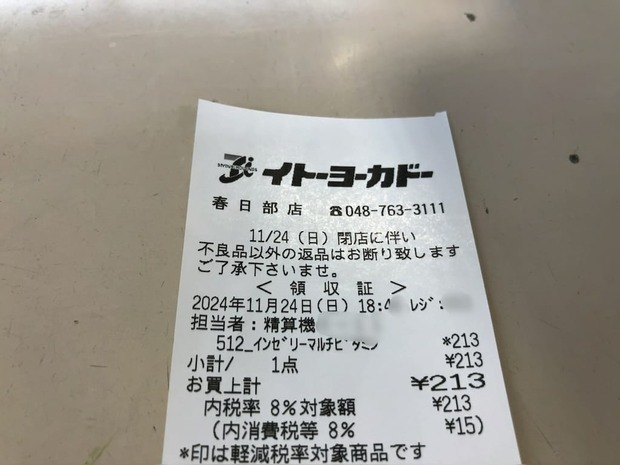 イトーヨーカドー
春日部店 ☎048-763-3111
11/24（日）閉店に伴い
不良品以外の返品はお断り致します
ご了承下さいませ。
＜ 領 収 証 ＞
2024年11月24日(日) 18:4 レジ:
担当者：精算機
512_インゼリーマルチビタミン *213
小計/ 1点 ¥213
お買上計 ¥213
内税率 8%対象額 ¥213
(内消費税等 8% ¥15)
*印は軽減税率対象商品です